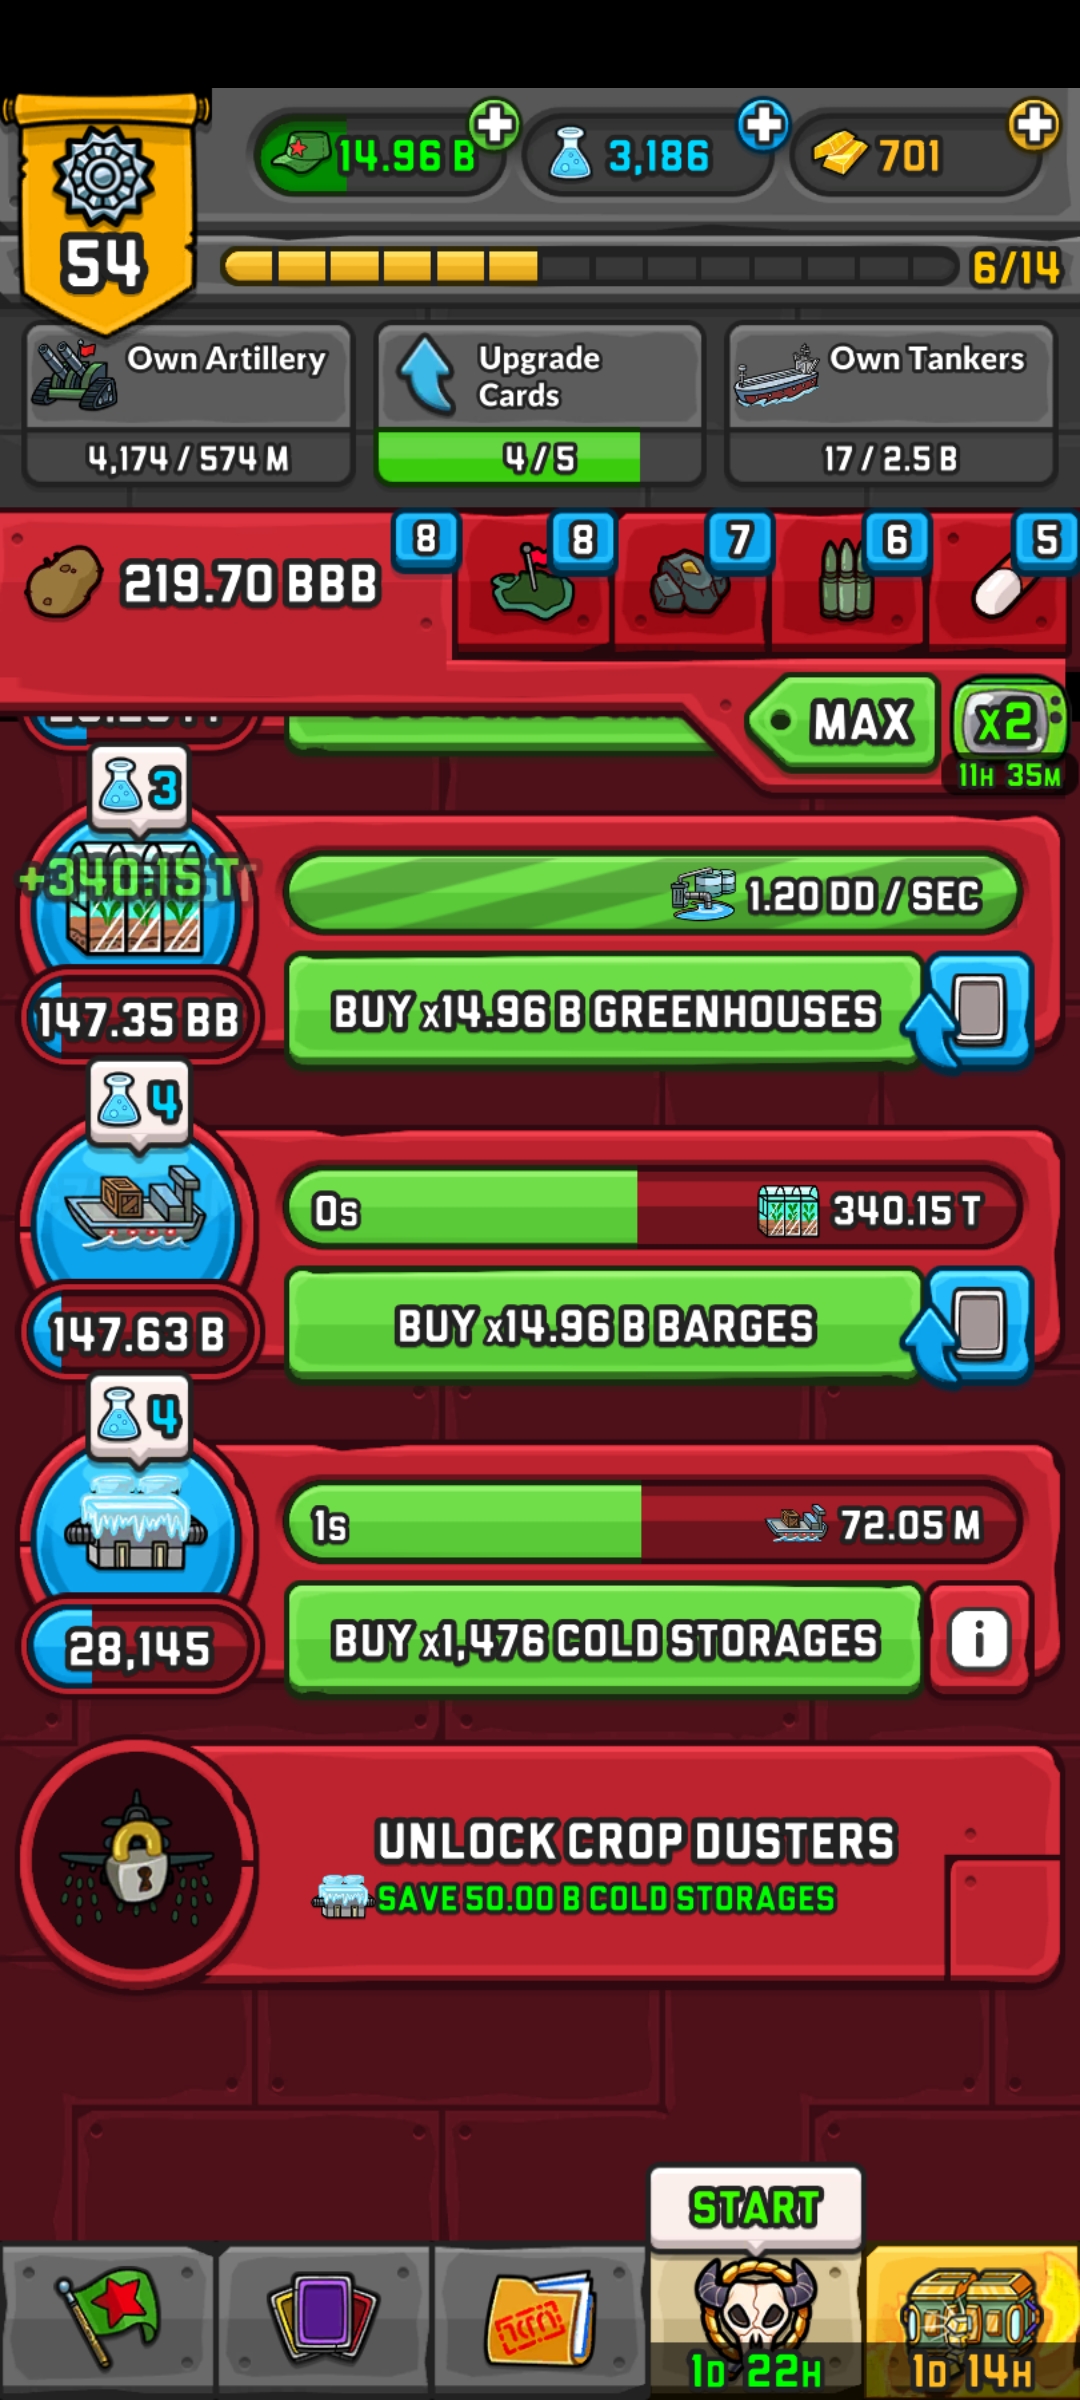 14.96 B
3,186
701
54
6/14
Own Artillery
Upgrade
Cards
Own Tankers
4,174 / 574 M
4 / 5
17 / 2.5 B
219.70 BBB
8
8
7
6
5
MAX
x2
11H 35M
3
+340.15 T
1.20 DD / SEC
147.35 BB
BUY x14.96 B GREENHOUSES
4
0s
340.15 T
147.63 B
BUY x14.96 B BARGES
4
1s
72.05 M
28,145
BUY x1,476 COLD STORAGES
i
UNLOCK CROP DUSTERS
SAVE 50.00 B COLD STORAGES
START
1D 22H
1D 14H